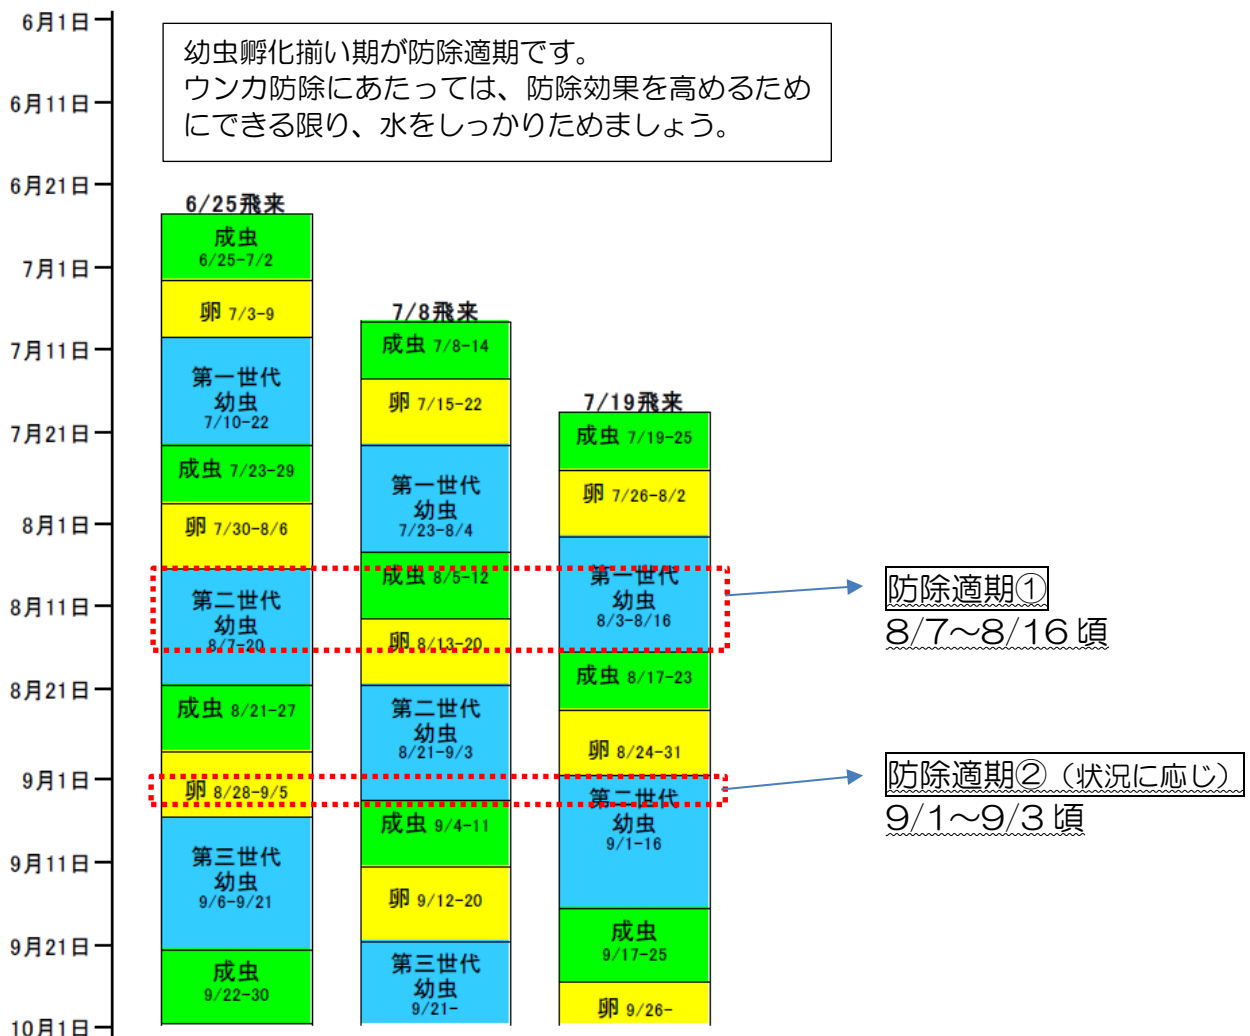 6月1日
6月11日
6月21日
7月1日
7月11日
7月21日
8月1日
8月11日
8月21日
9月1日
9月11日
9月21日
10月1日
幼虫孵化揃い期が防除適期です。
ウンカ防除にあたっては、防除効果を高めるため
にできる限り、水をしっかりためましょう。
6/25飛来
成虫
6/25-7/2
卵 7/3-9
第一世代
幼虫
7/10-22
成虫 7/23-29
卵 7/30-8/6
第二世代
幼虫
8/7-20
成虫 8/21-27
卵 8/28-9/5
第三世代
幼虫
9/6-9/21
成虫
9/22-30
7/8飛来
成虫 7/8-14
卵 7/15-22
第一世代
幼虫
7/23-8/4
成虫 8/5-12
卵 8/13-20
第二世代
幼虫
8/21-9/3
成虫 9/4-11
卵 9/12-20
第三世代
幼虫
9/21-
7/19飛来
成虫 7/19-25
卵 7/26-8/2
第一世代
幼虫
8/3-8/16
成虫 8/17-23
卵 8/24-31
第二世代
幼虫
9/1-16
成虫
9/17-25
卵 9/26-
防除適期①
8/7～8/16頃
防除適期②（状況に応じ）
9/1～9/3頃